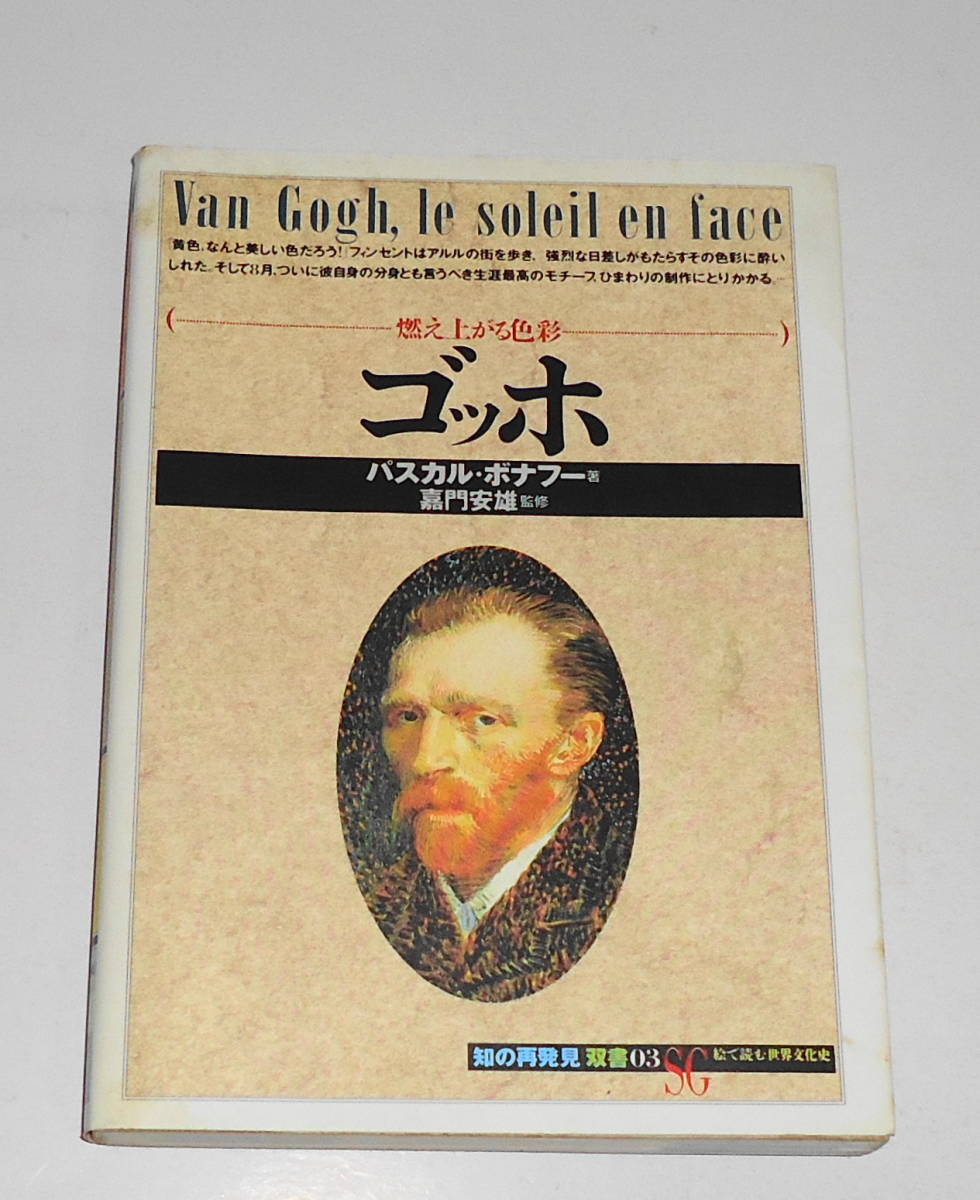 Van Gogh, le soleil en face
「黄色、なんと美しい色だろう!」フィンセントはアルルの街を歩き、強烈な日差しがもたらすその色彩に酔い
しれた。そして8月、ついに彼自身の分身とも言うべき生涯最高のモチーフ、ひまわりの制作にとりかかる。…
燃え上がる色彩
ゴッホ
パスカル・ボナフー著
嘉門安雄監修
知の再発見 双書03 SG 絵で読む世界文化史